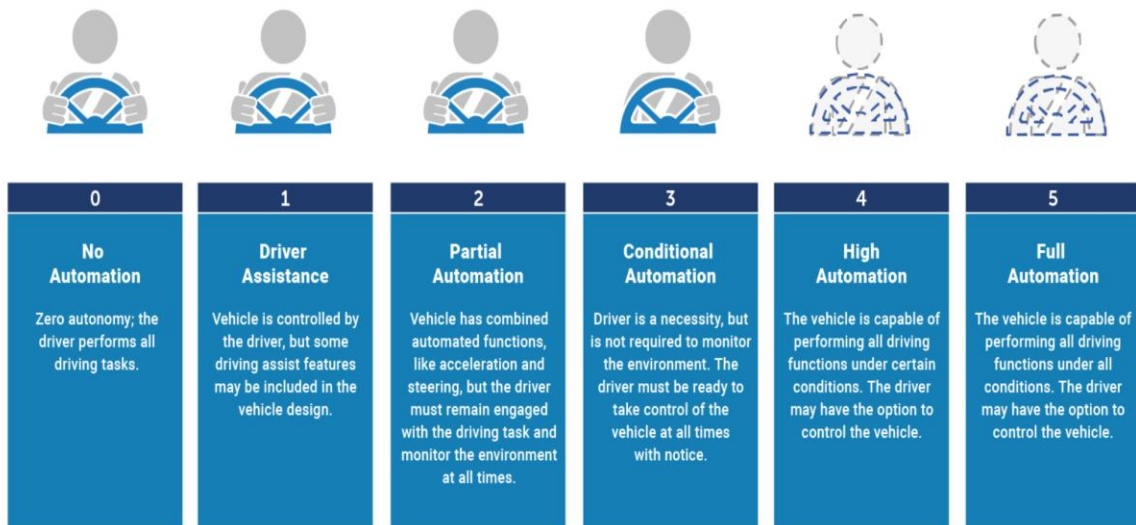 0
No
Automation
Zero autonomy; the
driver performs all
driving tasks.
1
Driver
Assistance
Vehicle is controlled by
the driver, but some
driving assist features
may be included in the
vehicle design.
2
Partial
Automation
Vehicle has combined
automated functions,
like acceleration and
steering, but the driver
must remain engaged
with the driving task and
monitor the environment
at all times.
3
Conditional
Automation
Driver is a necessity, but
is not required to monitor
the environment. The
driver must be ready to
take control of the
vehicle at all times
with notice.
4
High
Automation
The vehicle is capable of
performing all driving
functions under certain
conditions. The driver
may have the option to
control the vehicle.
5
Full
Automation
The vehicle is capable of
performing all driving
functions under all
conditions. The driver
may have the option to
control the vehicle.